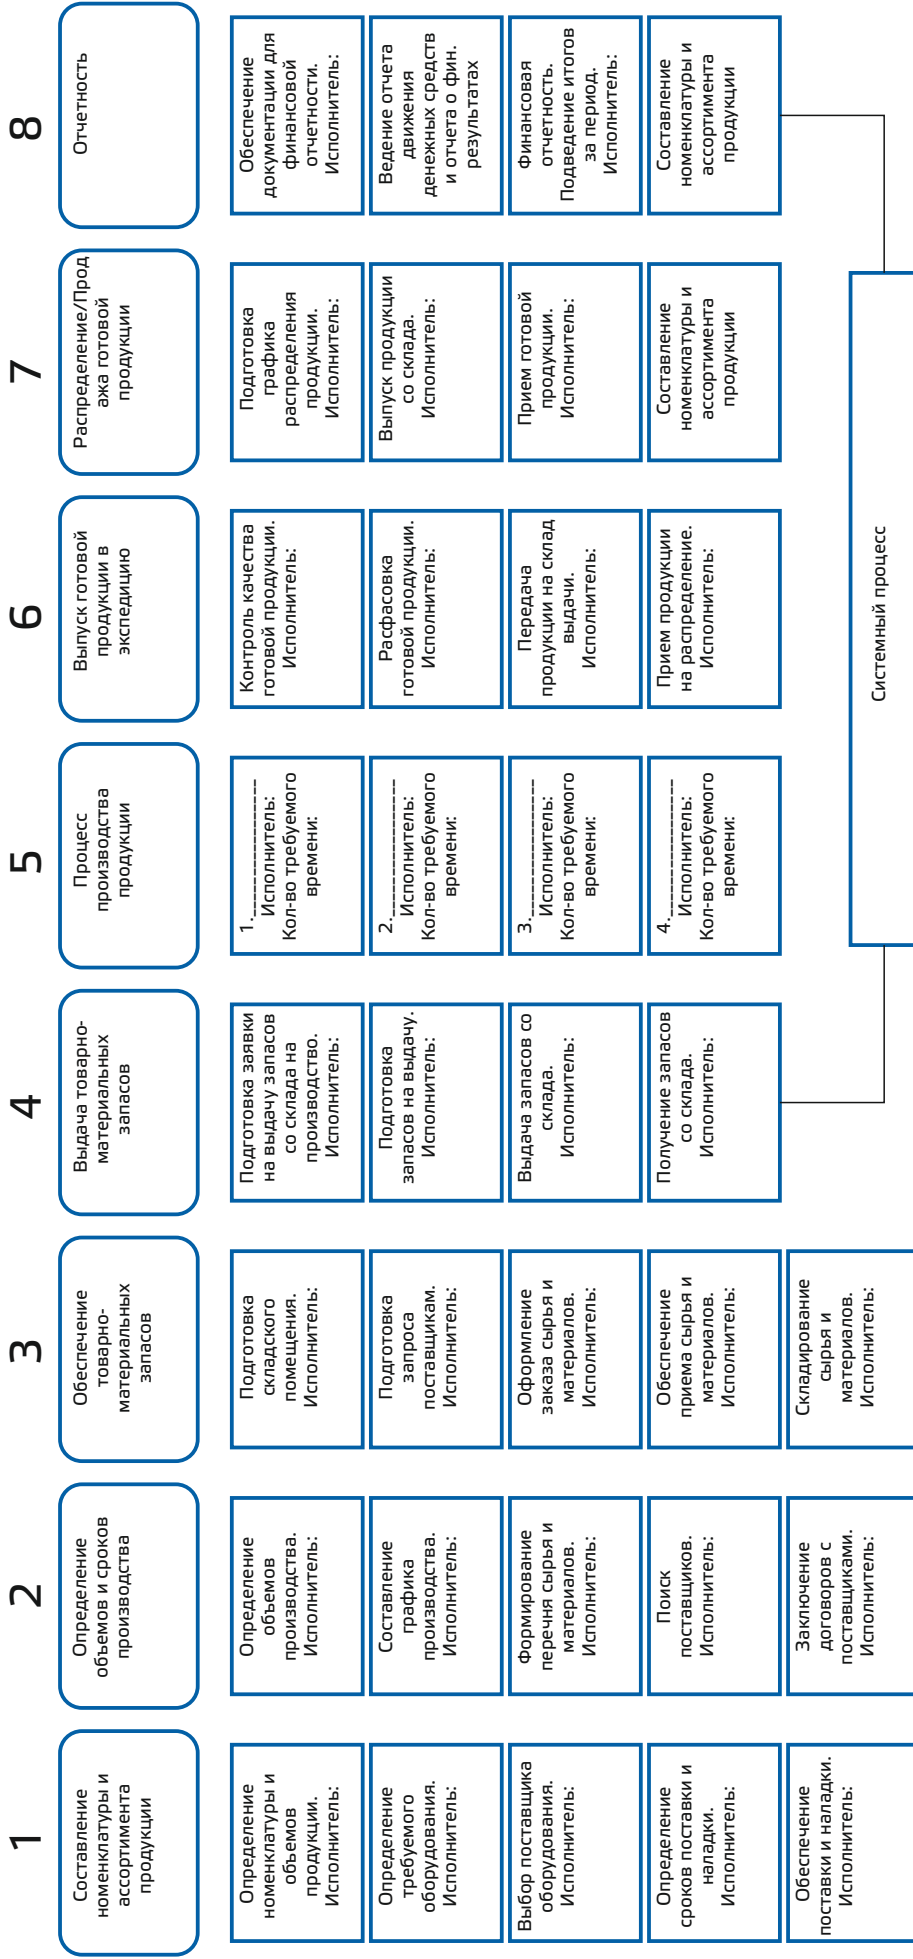 1
Составление
номенклатуры и
ассортимента
продукции
Определение
номенклатуры и
объемов
продукции.
Исполнитель:
Определение
требуемого
оборудования.
Исполнитель:
Выбор поставщика
оборудования.
Исполнитель:
Определение
сроков поставки и
наладки.
Исполнитель:
Обеспечение
поставки и наладки.
Исполнитель:
2
Определение
объемов и сроков
производства
Определение
объемов
производства.
Исполнитель:
Составление
графика
производства.
Исполнитель:
Формирование
перечня сырья и
материалов.
Исполнитель:
Поиск
поставщиков.
Исполнитель:
Заключение
договоров с
поставщиками.
Исполнитель:
3
Обеспечение
товарно-
материальных
запасов
Подготовка
складского
помещения.
Исполнитель:
Подготовка
запроса
поставщикам.
Исполнитель:
Оформление
заказа сырья и
материалов.
Исполнитель:
Обеспечение
приема сырья и
материалов.
Исполнитель:
Складирование
сырья и
материалов.
Исполнитель:
4
Выдача товарно-
материальных
запасов
Подготовка заявки
на выдачу запасов
со склада на
производство.
Исполнитель:
Подготовка
запасов на выдачу.
Исполнитель:
Выдача запасов со
склада.
Исполнитель:
Получение запасов
со склада.
Исполнитель:
5
Процесс
производства
продукции
1.________________
Исполнитель:
Кол-во требуемого
времени:
2.________________
Исполнитель:
Кол-во требуемого
времени:
3.________________
Исполнитель:
Кол-во требуемого
времени:
4.________________
Исполнитель:
Кол-во требуемого
времени:
6
Выпуск готовой
продукции в
экспедицию
Контроль качества
готовой продукции.
Исполнитель:
Расфасовка
готовой продукции.
Исполнитель:
Передача
продукции на склад
выдачи.
Исполнитель:
Прием продукции
на распределение.
Исполнитель:
7
Распределение/Прод
ажа готовой
продукции
Подготовка
графика
распределения
продукции.
Исполнитель:
Выпуск продукции
со склада.
Исполнитель:
Прием готовой
продукции.
Исполнитель:
Составление
номенклатуры и
ассортимента
продукции
8
Отчетность
Обеспечение
документации для
финансовой
отчетности.
Исполнитель:
Ведение отчета
движения
денежных средств
и отчета о фин.
результатах
Финансовая
отчетность.
Подведение итогов
за период.
Исполнитель:
Составление
номенклатуры и
ассортимента
продукции
Системный процесс